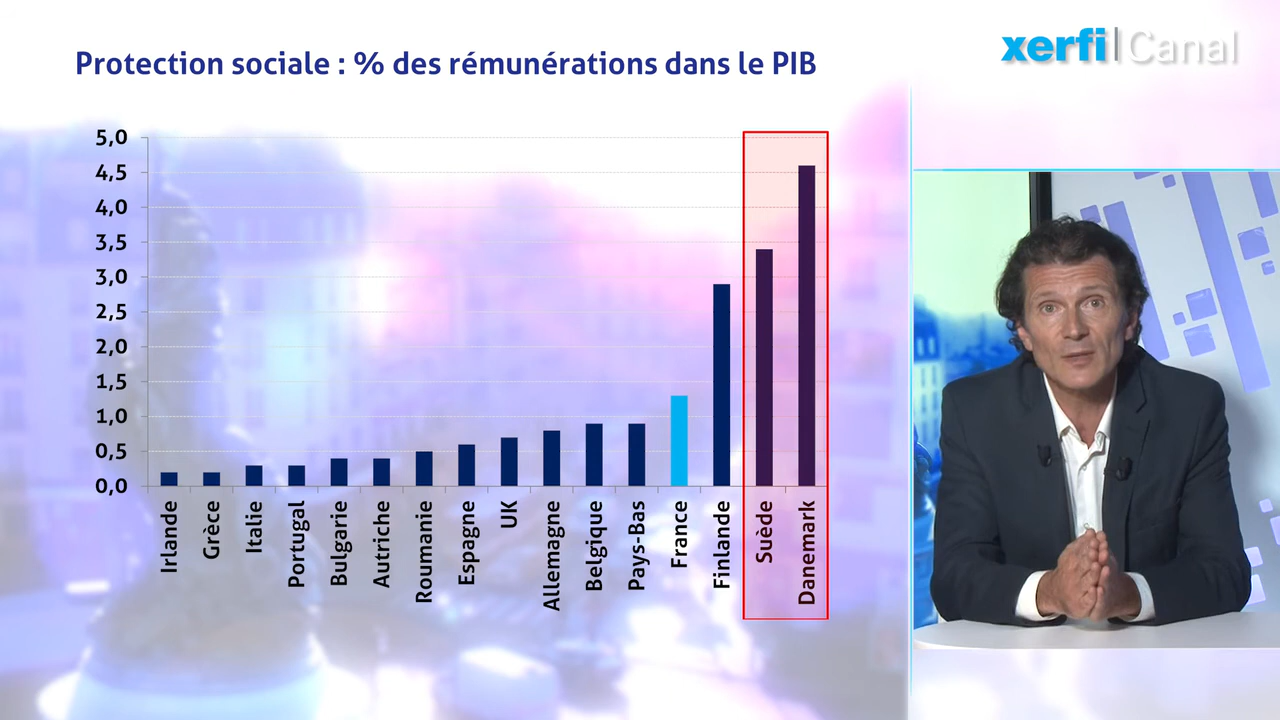 Protection sociale : % des rémunérations dans le PIB
xerfi Canal
5,0
4,5
4,0
3,5
3,0
2,5
2,0
1,5
1,0
0,5
0,0
Irlande
Grèce
Italie
Portugal
Bulgarie
Autriche
Roumanie
Espagne
UK
Allemagne
Belgique
Pays-Bas
France
Finlande
Suède
Danemark